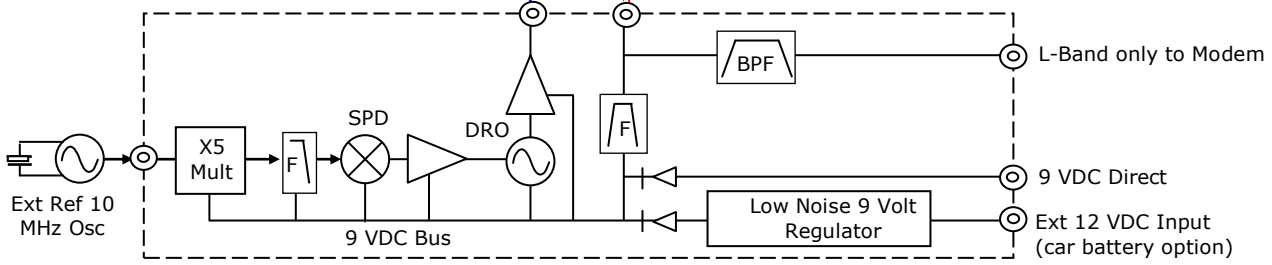 L-Band only to Modem
BPF
SPD
DRO
F
X5
Mult
F
Ext Ref 10
MHz Osc
9 VDC Direct
Low Noise 9 Volt
Regulator
Ext 12 VDC Input
(car battery option)
9 VDC Bus